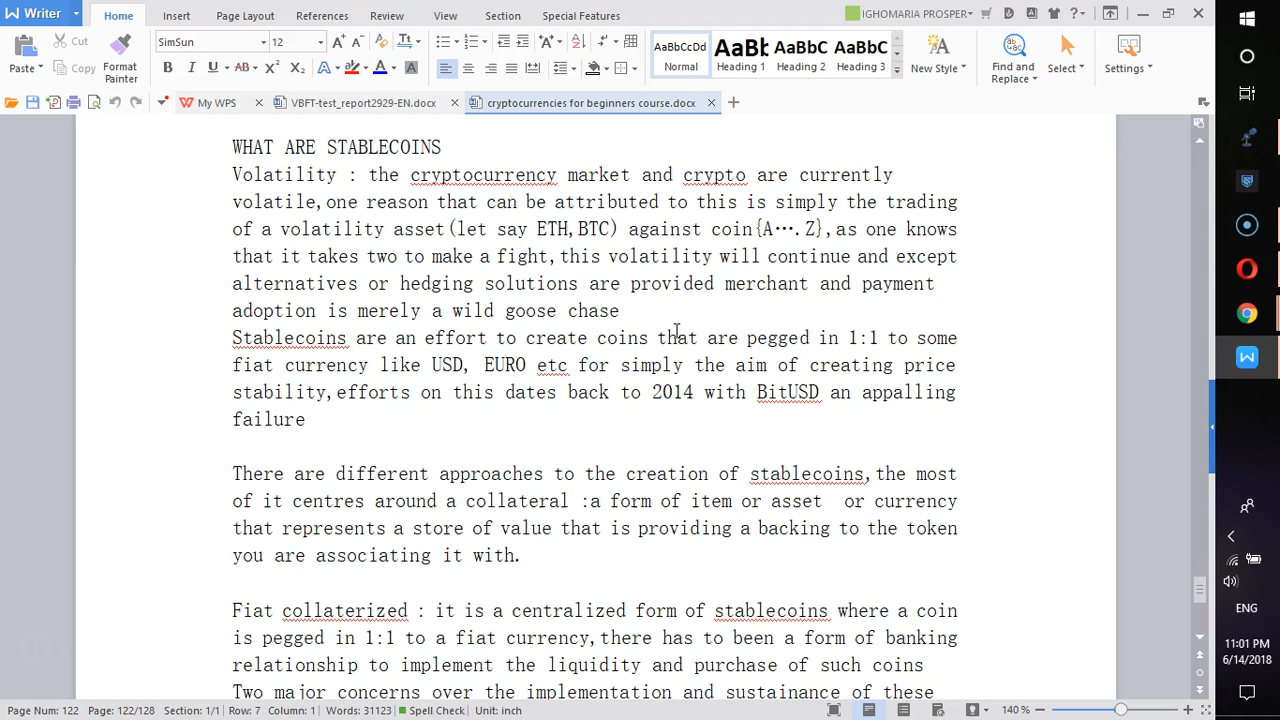 Writer
Home
Insert
Page Layout
References
Review
View
Section
Special Features
IGHOMARIA PROSPER
Paste
Cut
Copy
Format
Painter
SimSun
12
AaBbCcDd
Normal
AaBb
Heading 1
AaBbC
Heading 2
AaBbC
Heading 3
New Style
Find and
Replace
Select
Settings
My WPS
VBFT-test_report2929-EN.docx
cryptocurrencies for beginners course.docx
WHAT ARE STABLECOINS
Volatility : the cryptocurrency market and crypto are currently
volatile,one reason that can be attributed to this is simply the trading
of a volatility asset(let say ETH,BTC) against coin{A….Z},as one knows
that it takes two to make a fight,this volatility will continue and except
alternatives or hedging solutions are provided merchant and payment
adoption is merely a wild goose chase
Stablecoins are an effort to create coins that are pegged in 1:1 to some
fiat currency like USD, EURO etc for simply the aim of creating price
stability,efforts on this dates back to 2014 with BitUSD an appalling
failure
There are different approaches to the creation of stablecoins,the most
of it centres around a collateral :a form of item or asset  or currency
that represents a store of value that is providing a backing to the token
you are associating it with.
Fiat collaterized : it is a centralized form of stablecoins where a coin
is pegged in 1:1 to a fiat currency,there has to been a form of banking
relationship to implement the liquidity and purchase of such coins
Two major concerns over the implementation and sustainance of these
Page Num: 122
Page: 122/128
Section: 1/1
Row: 7
Column: 1
Words: 31123
Spell Check
Unit: inch
140 %
ENG
11:01 PM
6/14/2018